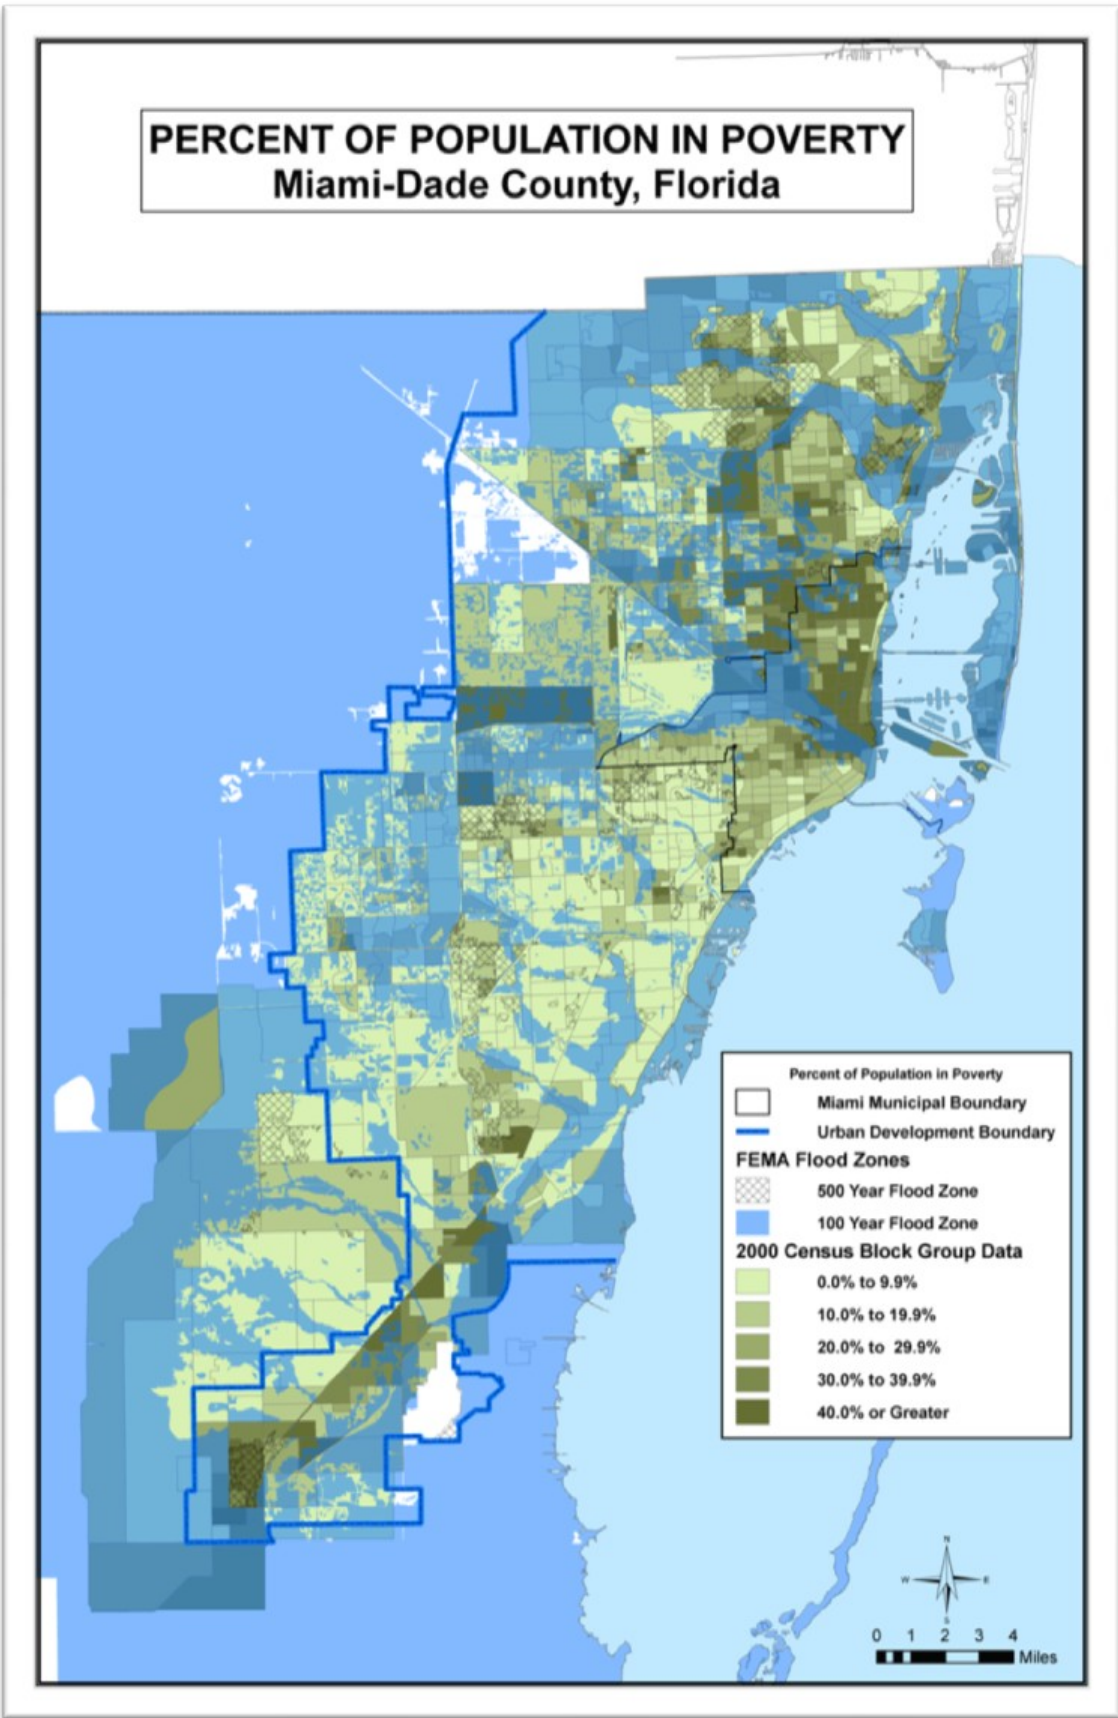 PERCENT OF POPULATION IN POVERTY
Miami-Dade County, Florida
Percent of Population in Poverty
Miami Municipal Boundary
Urban Development Boundary
FEMA Flood Zones
500 Year Flood Zone
100 Year Flood Zone
2000 Census Block Group Data
0.0% to 9.9%
10.0% to 19.9%
20.0% to 29.9%
30.0% to 39.9%
40.0% or Greater
N
W E
S
0 1 2 3 4
Miles